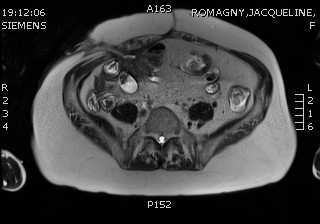 19:12:06 A163 ROMAGNY,JACQUELINE,
SIEMENS F
R L
2 2
3 1
4 6
P152